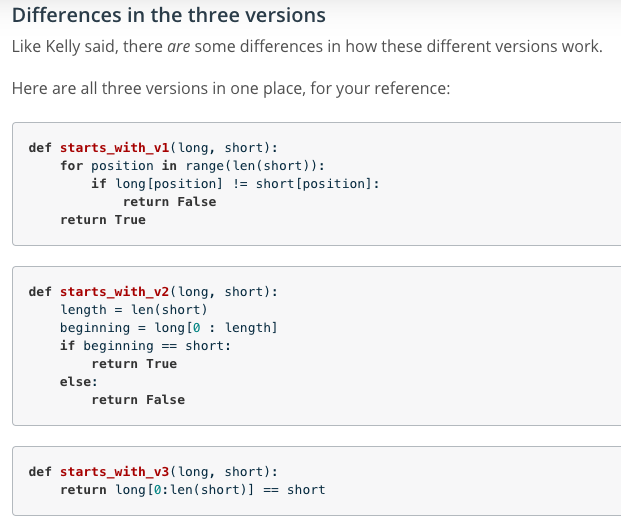 Differences in the three versions
Like Kelly said, there are some differences in how these different versions work.
Here are all three versions in one place, for your reference:
def starts_with_v1(long, short):
    for position in range(len(short)):
        if long[position] != short[position]:
            return False
    return True
def starts_with_v2(long, short):
    length = len(short)
    beginning = long[0 : length]
    if beginning == short:
        return True
    else:
        return False
def starts_with_v3(long, short):
    return long[0:len(short)] == short